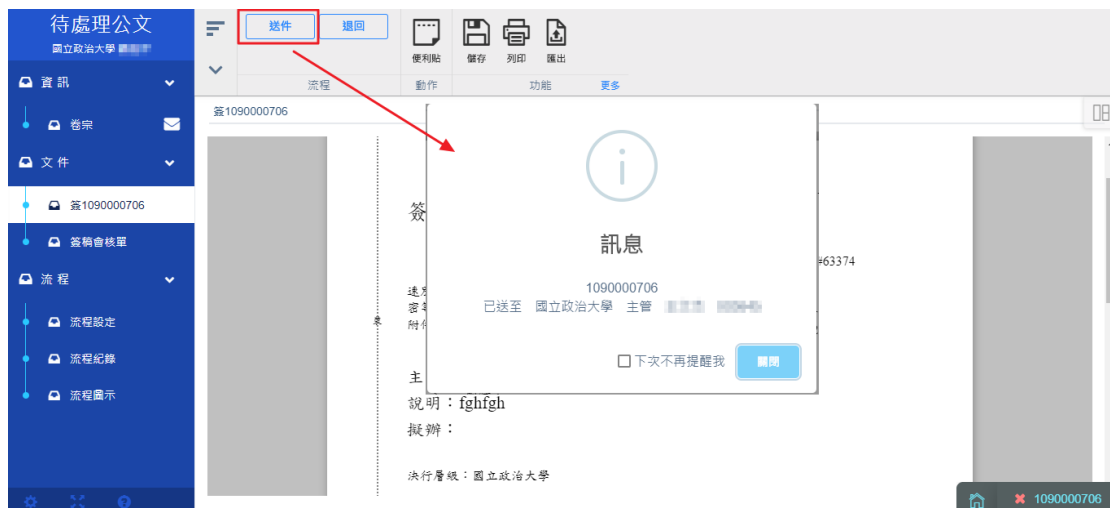 待處理公文
國立政治大學
資訊
卷宗
文件
簽1090000706
簽稿會核單
流程
流程設定
流程紀錄
流程圖示
送件
退回
便利貼
儲存
列印
匯出
流程
動作
功能
更多
簽1090000706
簽
#63374
速別
密等
附件
訊息
1090000706
已送至 國立政治大學 主管
下次不再提醒我
關閉
主
說明：fghfgh
擬辦：
決行層級：國立政治大學
1090000706